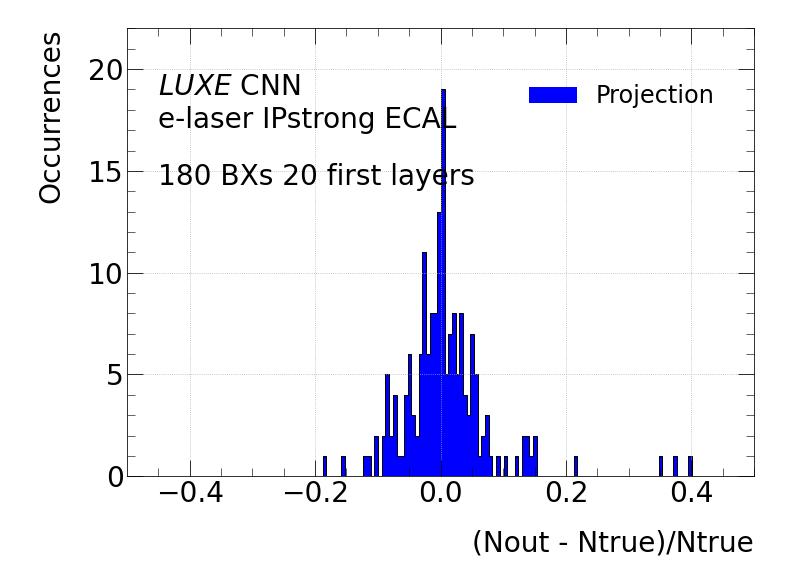 Occurrences
20
15
10
5
0
LUXE CNN
e-laser IPstrong ECAL
180 BXs 20 first layers
Projection
−0.4 −0.2 0.0 0.2 0.4
(Nout - Ntrue)/Ntrue